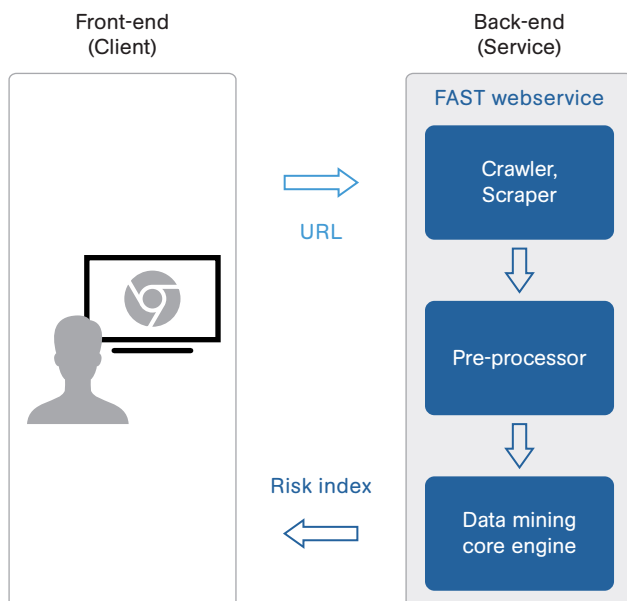 Front-end
(Client)
Back-end
(Service)
FAST webservice
Crawler,
Scraper
URL
Pre-processor
Risk index
Data mining
core engine